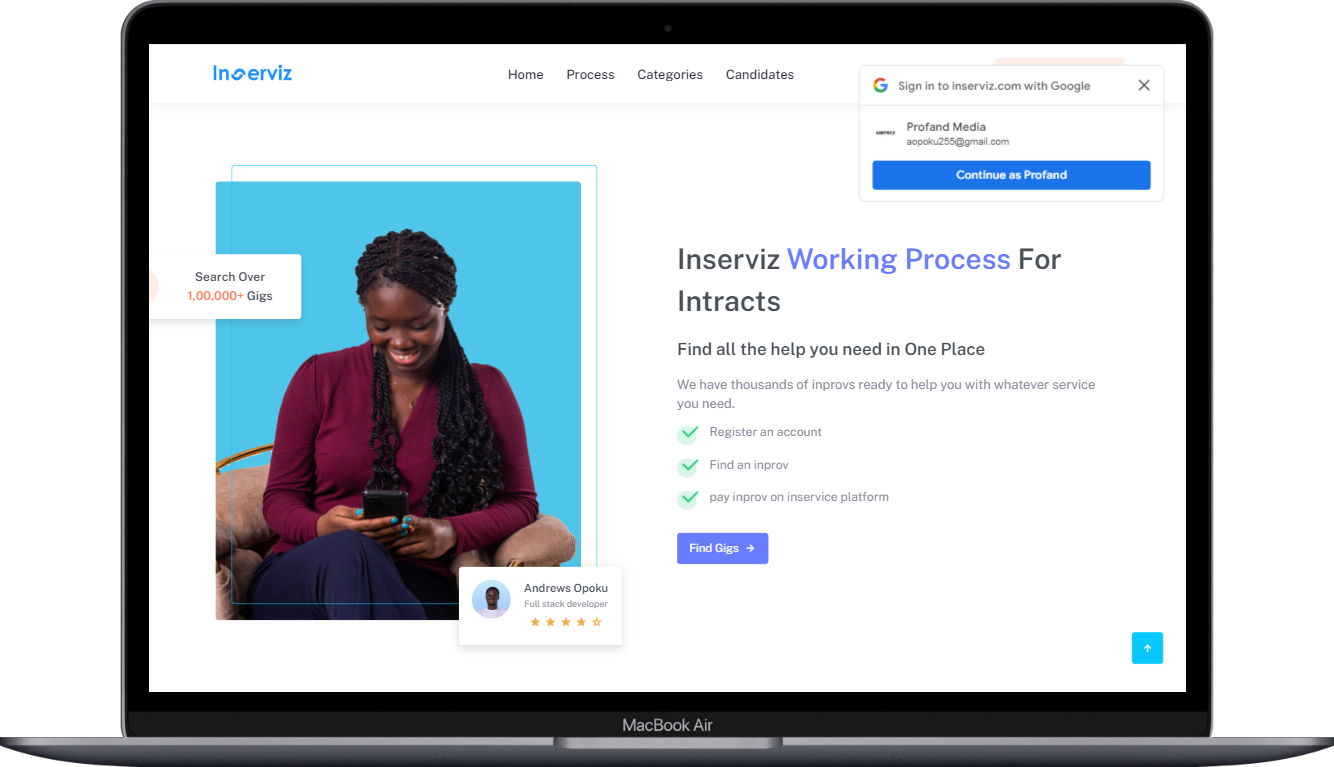 Inserviz
Home Process Categories Candidates
Sign in to inserviz.com with Google
Profand Media
aopoku255@gmail.com
Continue as Profand
Search Over
1,00,000+ Gigs
Inserviz Working Process For
Intracts
Find all the help you need in One Place
We have thousands of inprovs ready to help you with whatever service
you need.
Register an account
Find an inprov
pay inprov on inservice platform
Find Gigs
Andrews Opoku
Full stack developer
MacBook Air